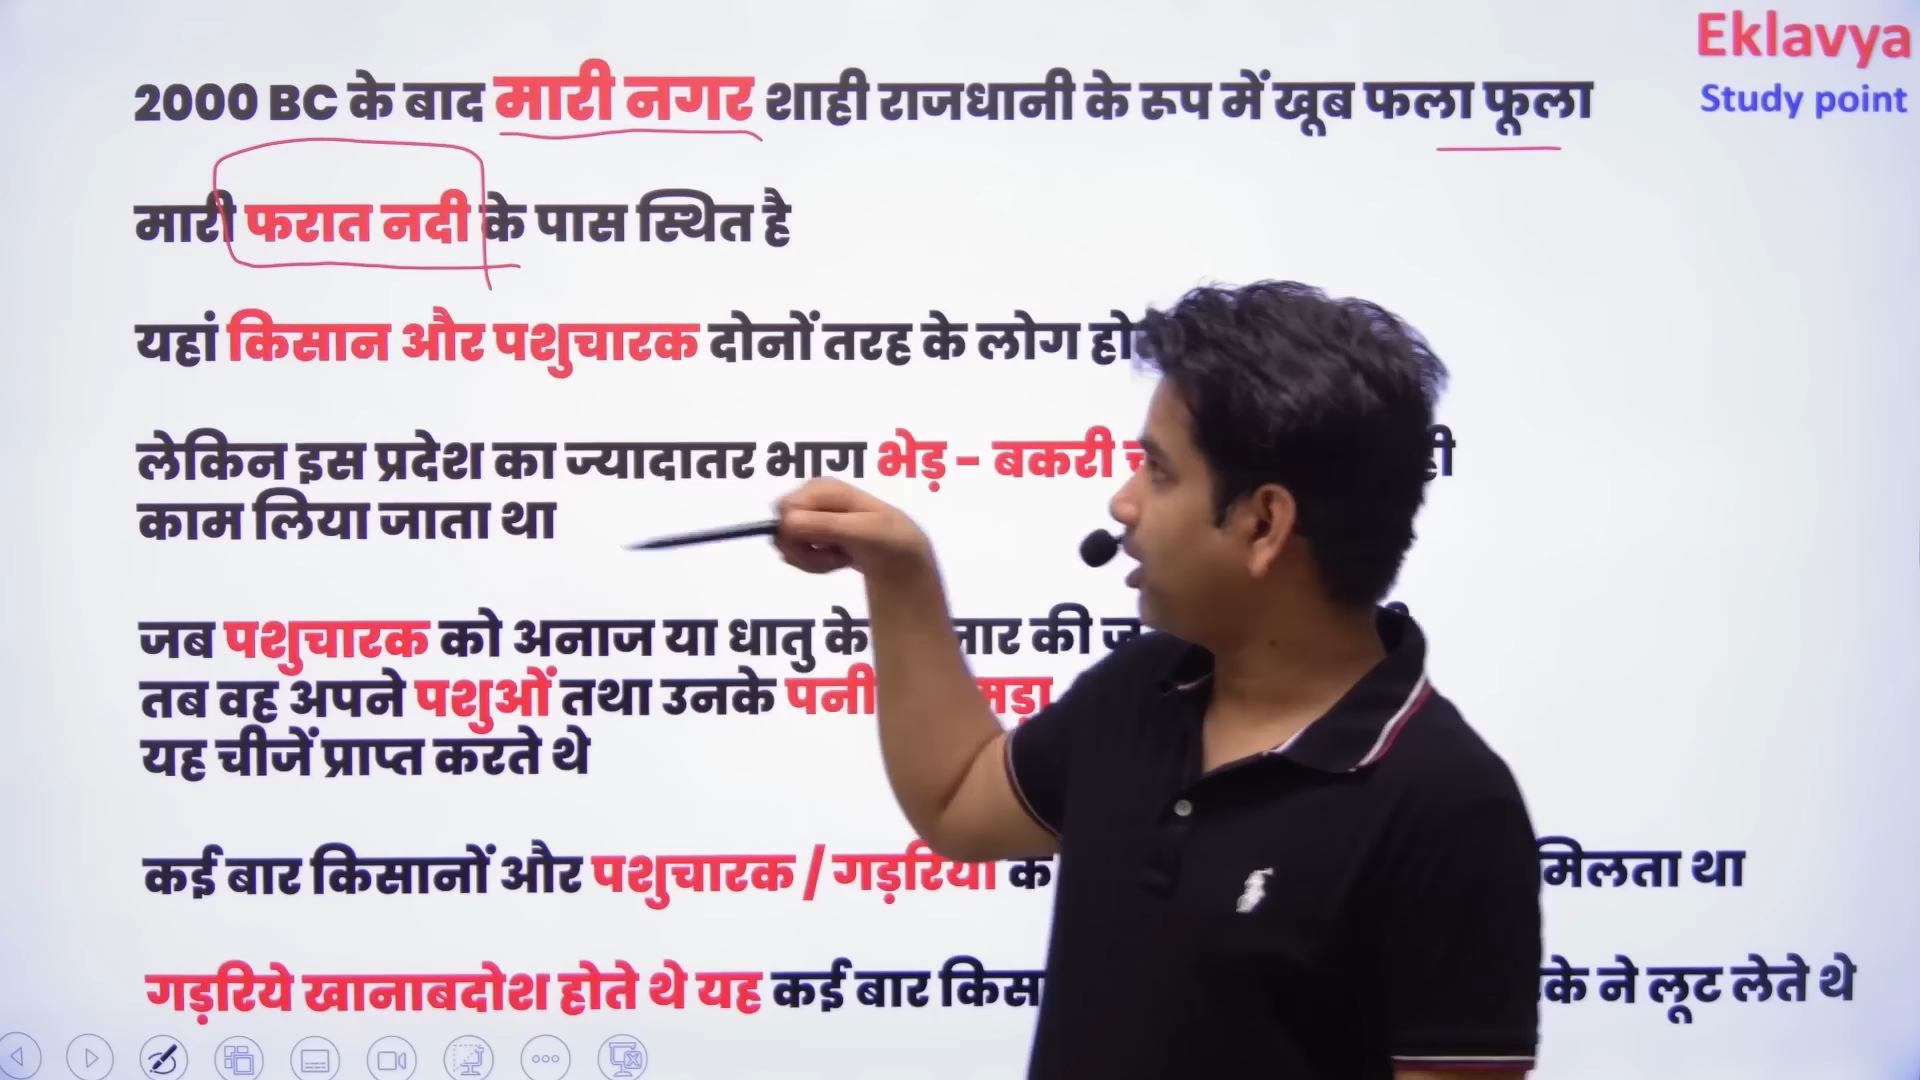 Eklavya
Study point
2000 BC के बाद मारी नगर शाही राजधानी के रूप में खूब फला फूला
मारी फरात नदी के पास स्थित है
यहां किसान और पशुचारक दोनों तरह के लोग
लेकिन इस प्रदेश का ज्यादातर भाग भेड़ - बकरी
काम लिया जाता था
जब पशुचारक को अनाज या धातु के की
तब वह अपने पशुओं तथा उनके
यह चीजें प्राप्त करते थे
कई बार किसानों और पशुचारक / गड़रियों मिलता था
गड़रिये खानाबदोश होते थे यह कई बार ने लूट लेते थे